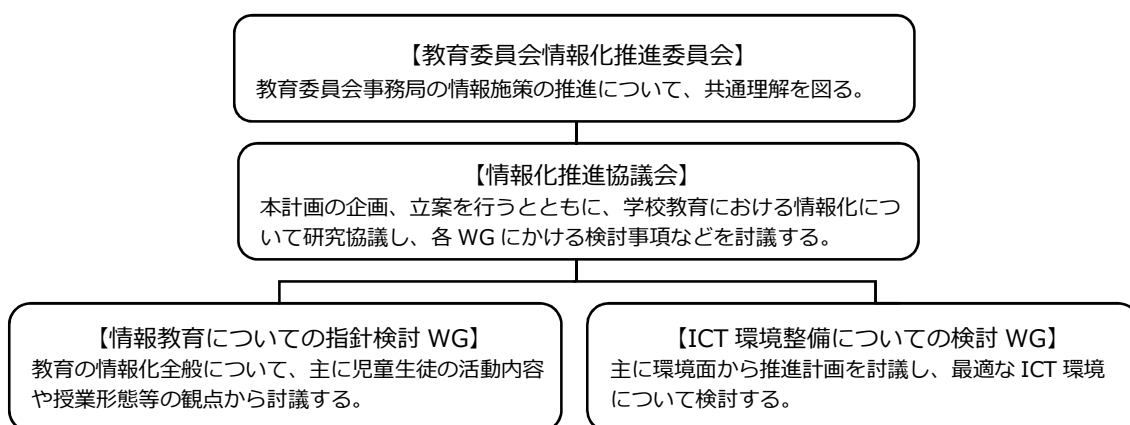 【教育委員会情報化推進委員会】
教育委員会事務局の情報施策の推進について、共通理解を図る。
【情報化推進協議会】
本計画の企画、立案を行うとともに、学校教育における情報化につ
いて研究協議し、各 WG にかける検討事項などを討議する。
【情報教育についての指針検討 WG】
教育の情報化全般について、主に児童生徒の活動内容
や授業形態等の観点から討議する。
【ICT 環境整備についての検討 WG】
主に環境面から推進計画を討議し、最適な ICT 環境
について検討する。